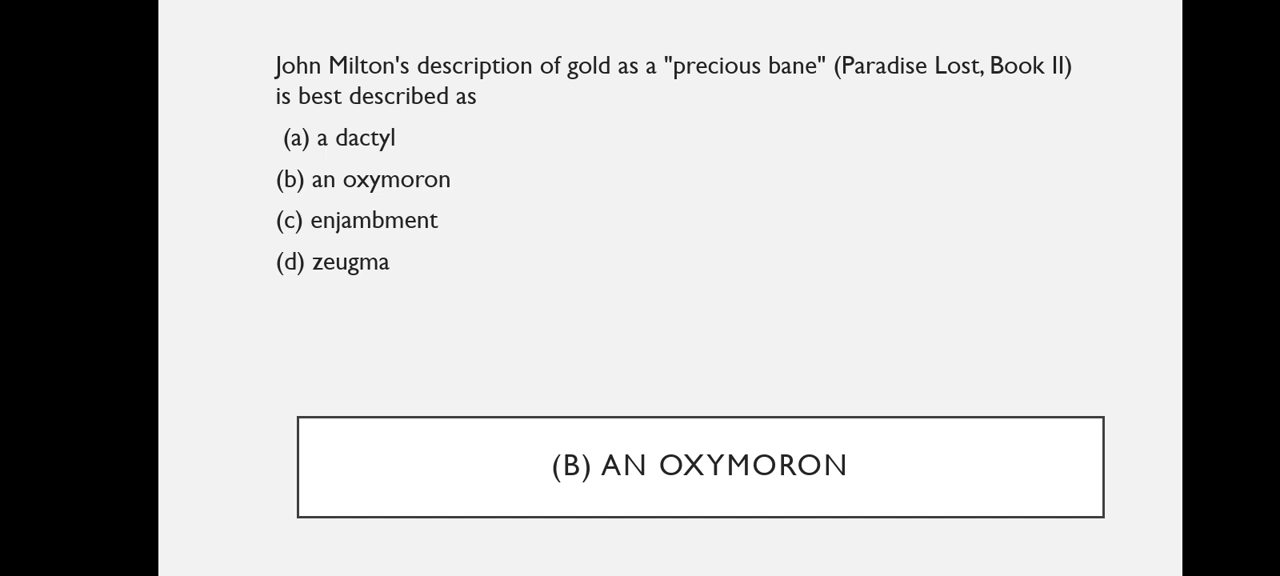 John Milton's description of gold as a "precious bane" (Paradise Lost, Book II)
is best described as
(a) a dactyl
(b) an oxymoron
(c) enjambment
(d) zeugma
(B) AN OXYMORON